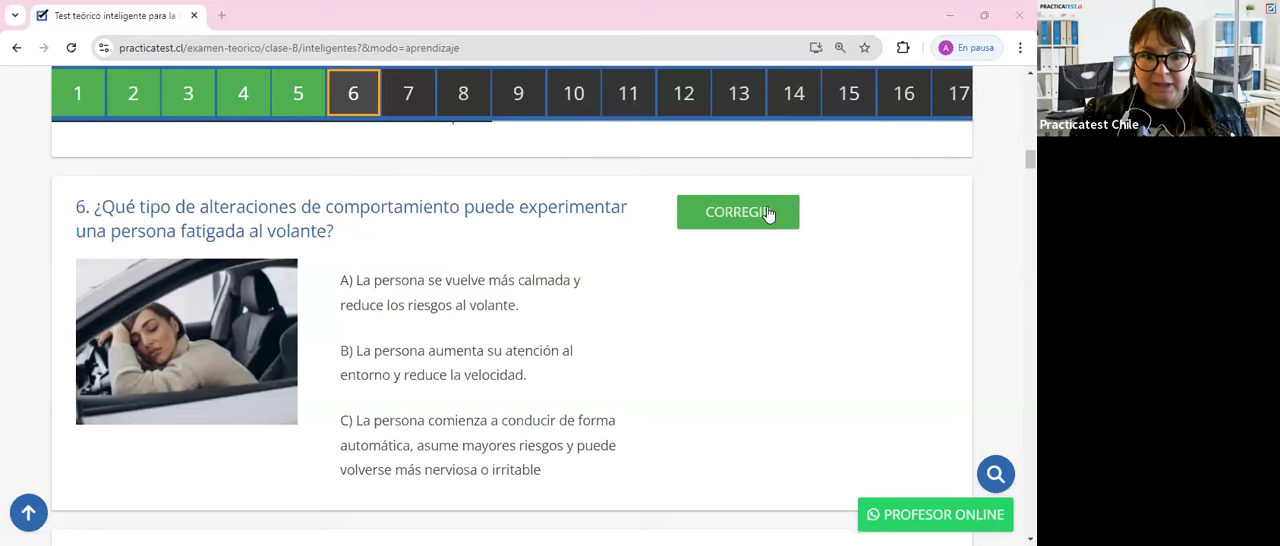 Test teórico inteligente para la
practicatest.cl/examen-teorico/clase-B/inteligentes?&modo=aprendizaje
A En pausa
PRACTICATEST.CL
Practicatest Chile
1 2 3 4 5 6 7 8 9 10 11 12 13 14 15 16 17
6. ¿Qué tipo de alteraciones de comportamiento puede experimentar
una persona fatigada al volante?
CORREGI
A) La persona se vuelve más calmada y
reduce los riesgos al volante.
B) La persona aumenta su atención al
entorno y reduce la velocidad.
C) La persona comienza a conducir de forma
automática, asume mayores riesgos y puede
volverse más nerviosa o irritable
PROFESOR ONLINE